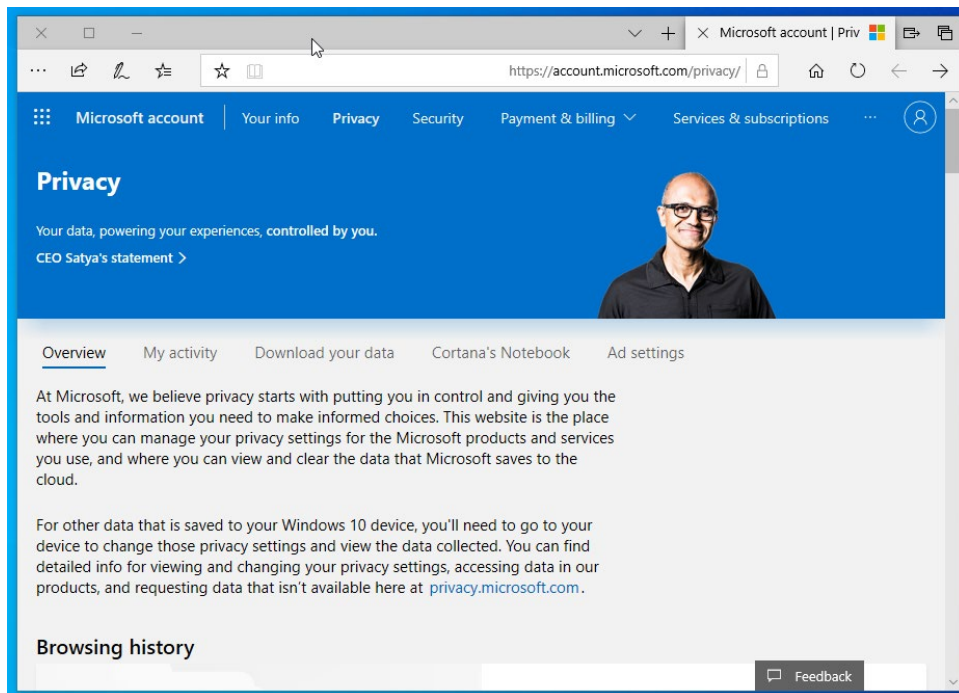 Microsoft account | Priv
https://account.microsoft.com/privacy/
Microsoft account
Your info
Privacy
Security
Payment & billing
Services & subscriptions
Privacy
Your data, powering your experiences, controlled by you.
CEO Satya's statement >
Overview
My activity
Download your data
Cortana's Notebook
Ad settings
At Microsoft, we believe privacy starts with putting you in control and giving you the
tools and information you need to make informed choices. This website is the place
where you can manage your privacy settings for the Microsoft products and services
you use, and where you can view and clear the data that Microsoft saves to the
cloud.
For other data that is saved to your Windows 10 device, you'll need to go to your
device to change those privacy settings and view the data collected. You can find
detailed info for viewing and changing your privacy settings, accessing data in our
products, and requesting data that isn't available here at privacy.microsoft.com.
Browsing history
Feedback